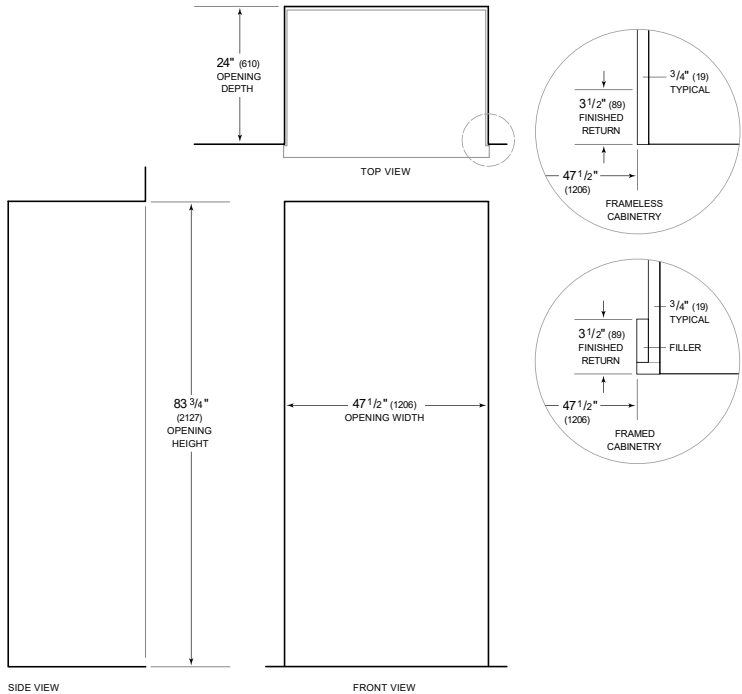 24" (610)
OPENING
DEPTH
TOP VIEW
3/4" (19)
TYPICAL
3 1/2" (89)
FINISHED
RETURN
47 1/2"
(1206)
FRAMELESS
CABINETRY
3/4" (19)
TYPICAL
3 1/2" (89)
FINISHED
RETURN
FILLER
47 1/2"
(1206)
FRAMED
CABINETRY
83 3/4"
(2127)
OPENING
HEIGHT
47 1/2" (1206)
OPENING WIDTH
SIDE VIEW
FRONT VIEW